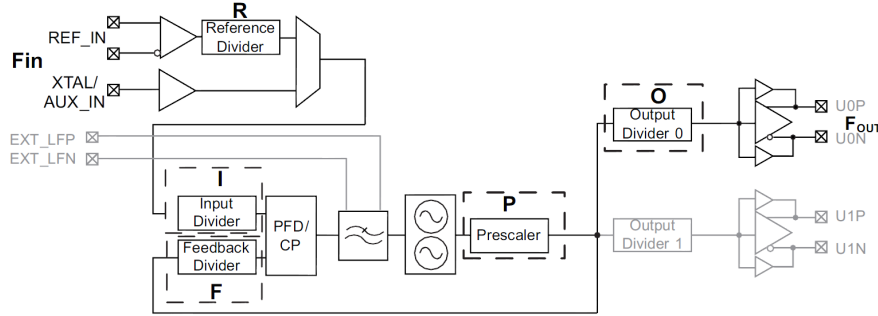 R
REF_IN
Reference
Divider
Fin
XTAL/
AUX_IN
O
Output
Divider 0
U0P
FOUT
U0N
EXT_LFP
EXT_LFN
I
Input
Divider
PFD/
CP
P
Prescaler
Feedback
Divider
F
Output
Divider 1
U1P
U1N